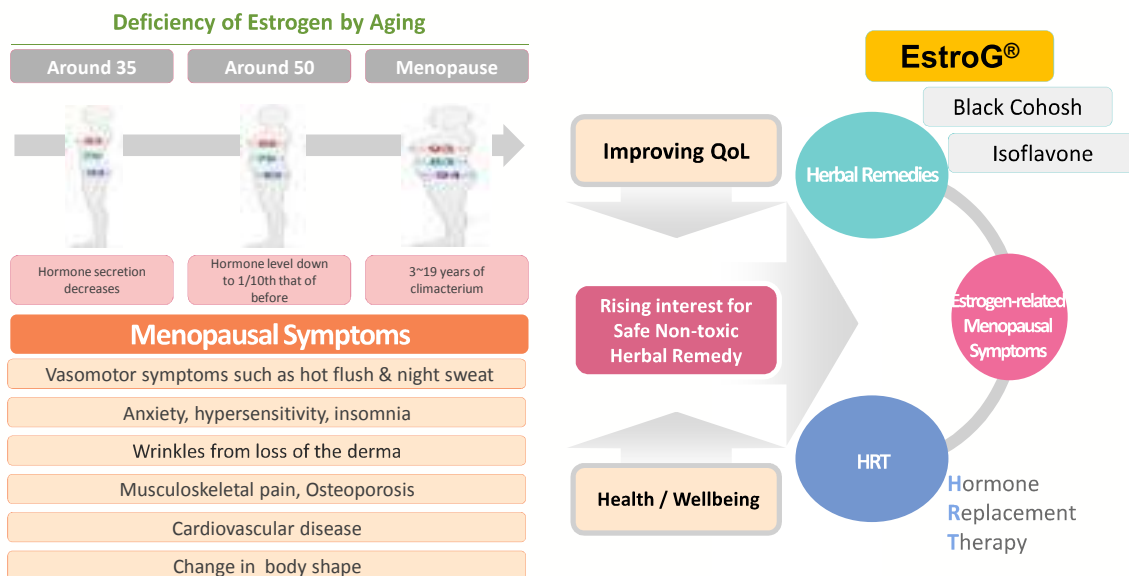 Deficiency of Estrogen by Aging
Around 35
Around 50
Menopause
Hormone secretion
decreases
Hormone level down
to 1/10th that of
before
3~19 years of
climacterium
Menopausal Symptoms
Vasomotor symptoms such as hot flush & night sweat
Anxiety, hypersensitivity, insomnia
Wrinkles from loss of the derma
Musculoskeletal pain, Osteoporosis
Cardiovascular disease
Change in body shape
Improving QoL
Rising interest for
Safe Non-toxic
Herbal Remedy
Health / Wellbeing
EstroG®
Black Cohosh
Isoflavone
Herbal Remedies
Estrogen-related
Menopausal
Symptoms
HRT
Hormone
Replacement
Therapy